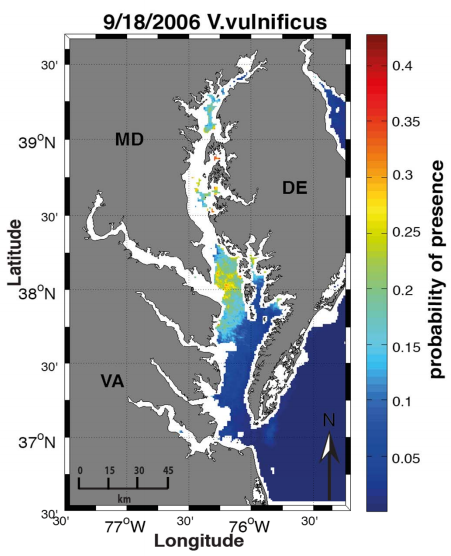 9/18/2006 V.vulnificus
30'
39°N
30'
38°N
30'
37°N
30'
Latitude
MD
DE
VA
N
0 15 30 45
km
30' 77°W 30' 76°W 30'
Longitude
0.4
0.35
0.3
0.25
0.2
0.15
0.1
0.05
probability of presence